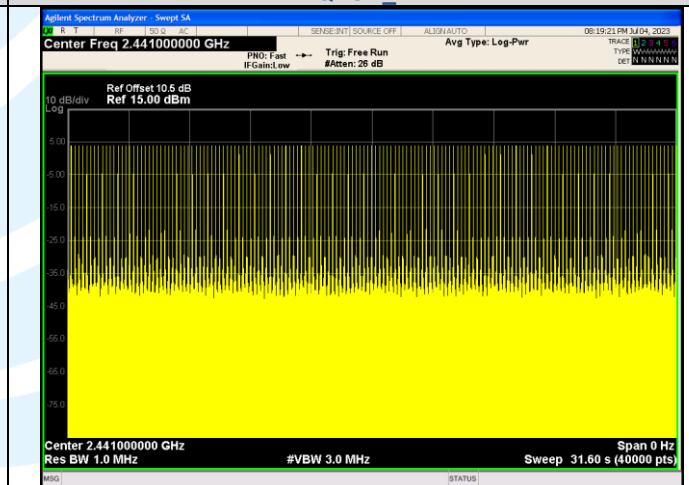 Agilent Spectrum Analyzer - Swept SA
R T RF 50 Ω AC SENSE:INT SOURCE OFF ALIGNAUTO 08:19:21 PM Jul 04, 2023
Center Freq 2.441000000 GHz Avg Type: Log-Pwr TRACE 1 2 3 4 5 6
PNO: Fast Trig: Free Run TYPE W
IFGain:Low #Atten: 26 dB DET N N N N N N
Ref Offset 10.5 dB
10 dB/div Ref 15.00 dBm
Log
5.00
-5.00
-15.0
-25.0
-35.0
-45.0
-55.0
-65.0
-75.0
Center 2.441000000 GHz Span 0 Hz
Res BW 1.0 MHz #VBW 3.0 MHz Sweep 31.60 s (40000 pts)
MSG STATUS